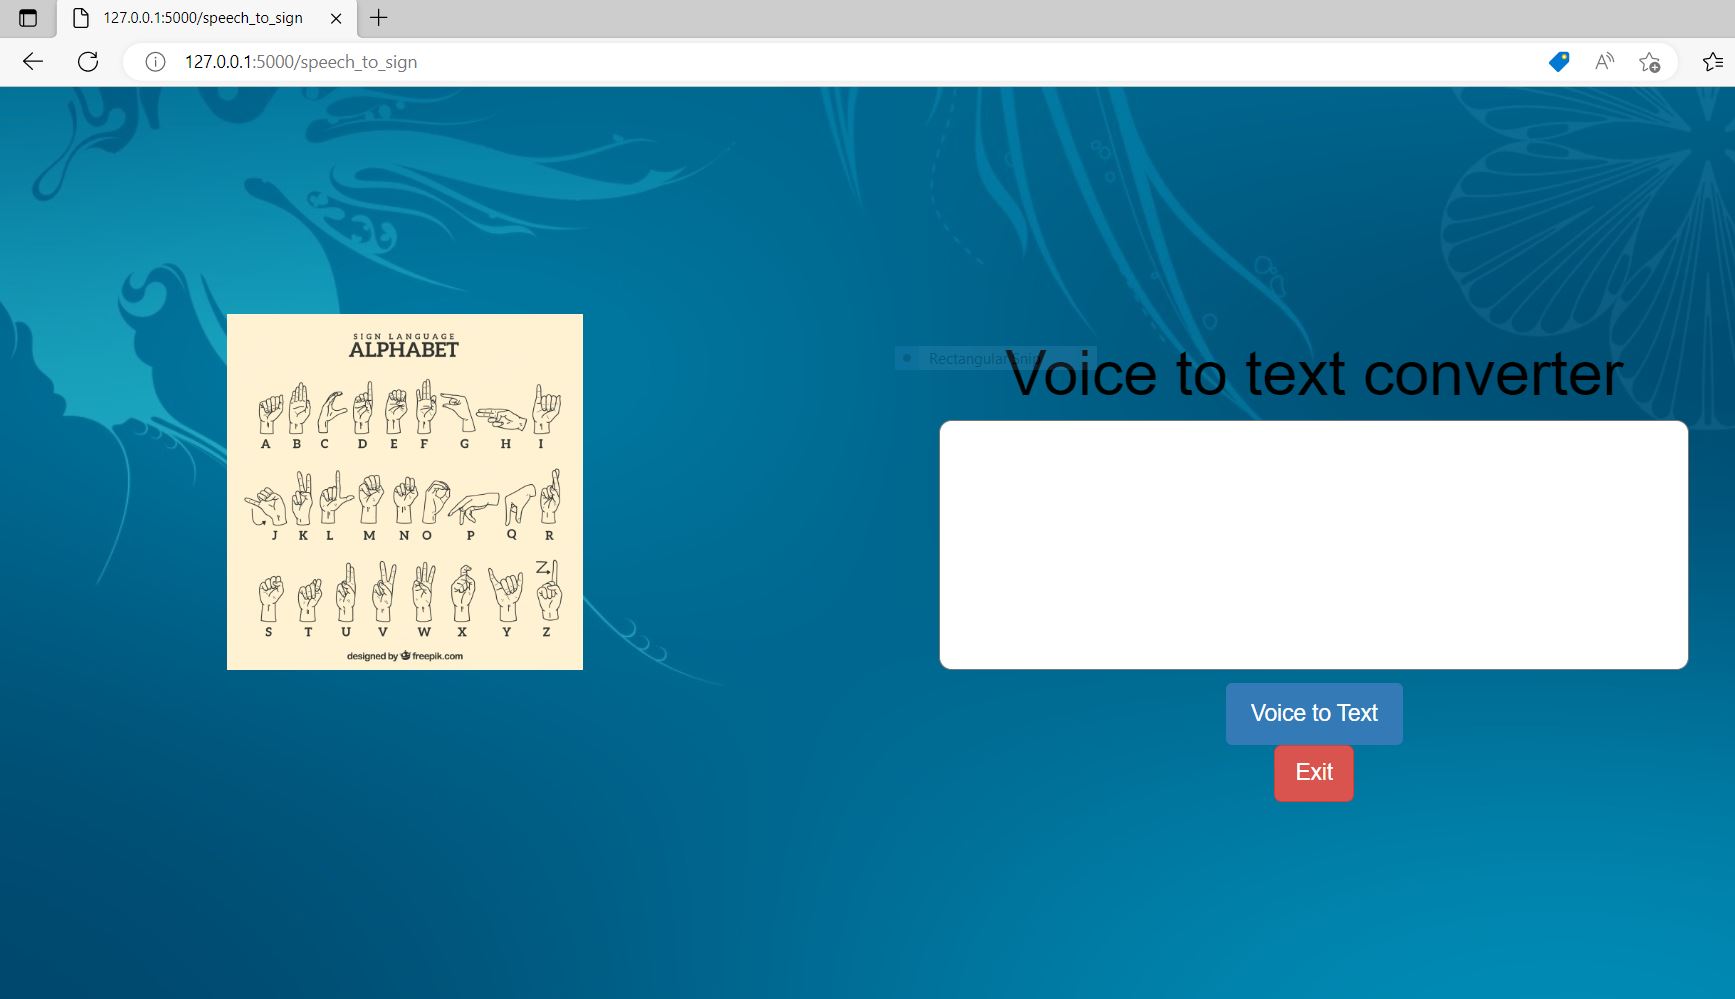 127.0.0.1:5000/speech_to_sign
127.0.0.1:5000/speech_to_sign
SIGN LANGUAGE
ALPHABET
A B C D E F G H I
J K L M N O P Q R
S T U V W X Y Z
designed by freepik.com
Rectangular Snip
Voice to text converter
Voice to Text
Exit